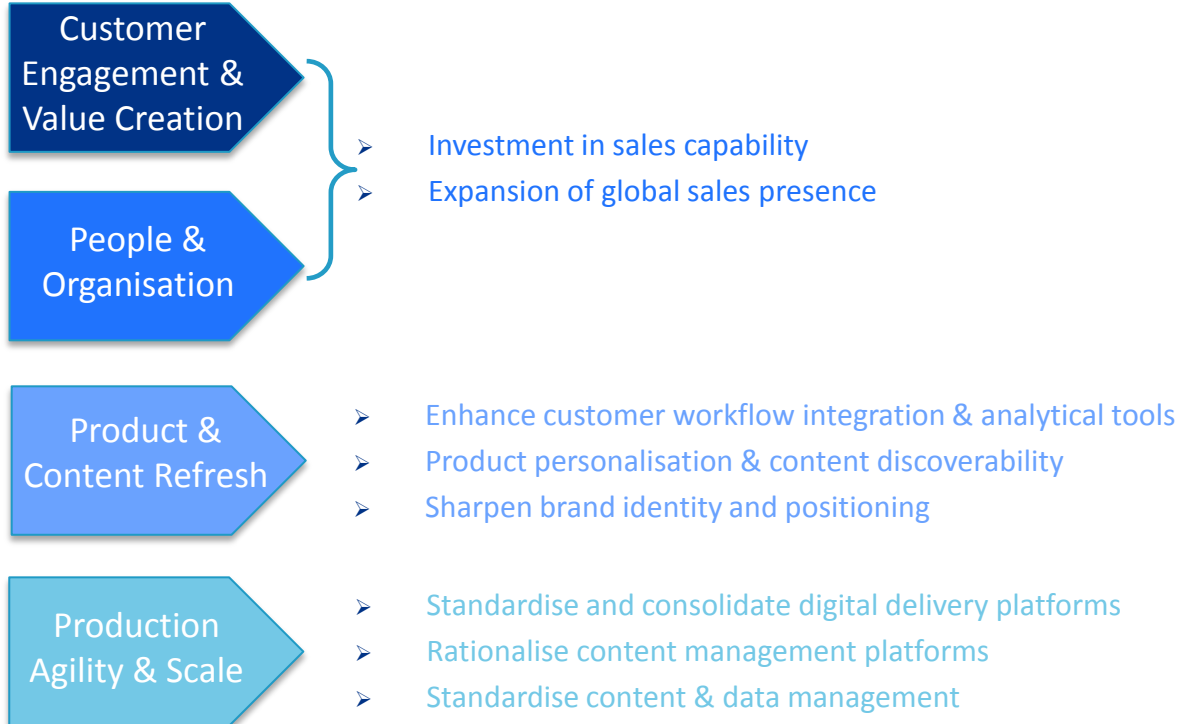 Customer
Engagement &
Value Creation
➢ Investment in sales capability
➢ Expansion of global sales presence
People &
Organisation
Product &
Content Refresh
➢ Enhance customer workflow integration & analytical tools
➢ Product personalisation & content discoverability
➢ Sharpen brand identity and positioning
Production
Agility & Scale
➢ Standardise and consolidate digital delivery platforms
➢ Rationalise content management platforms
➢ Standardise content & data management